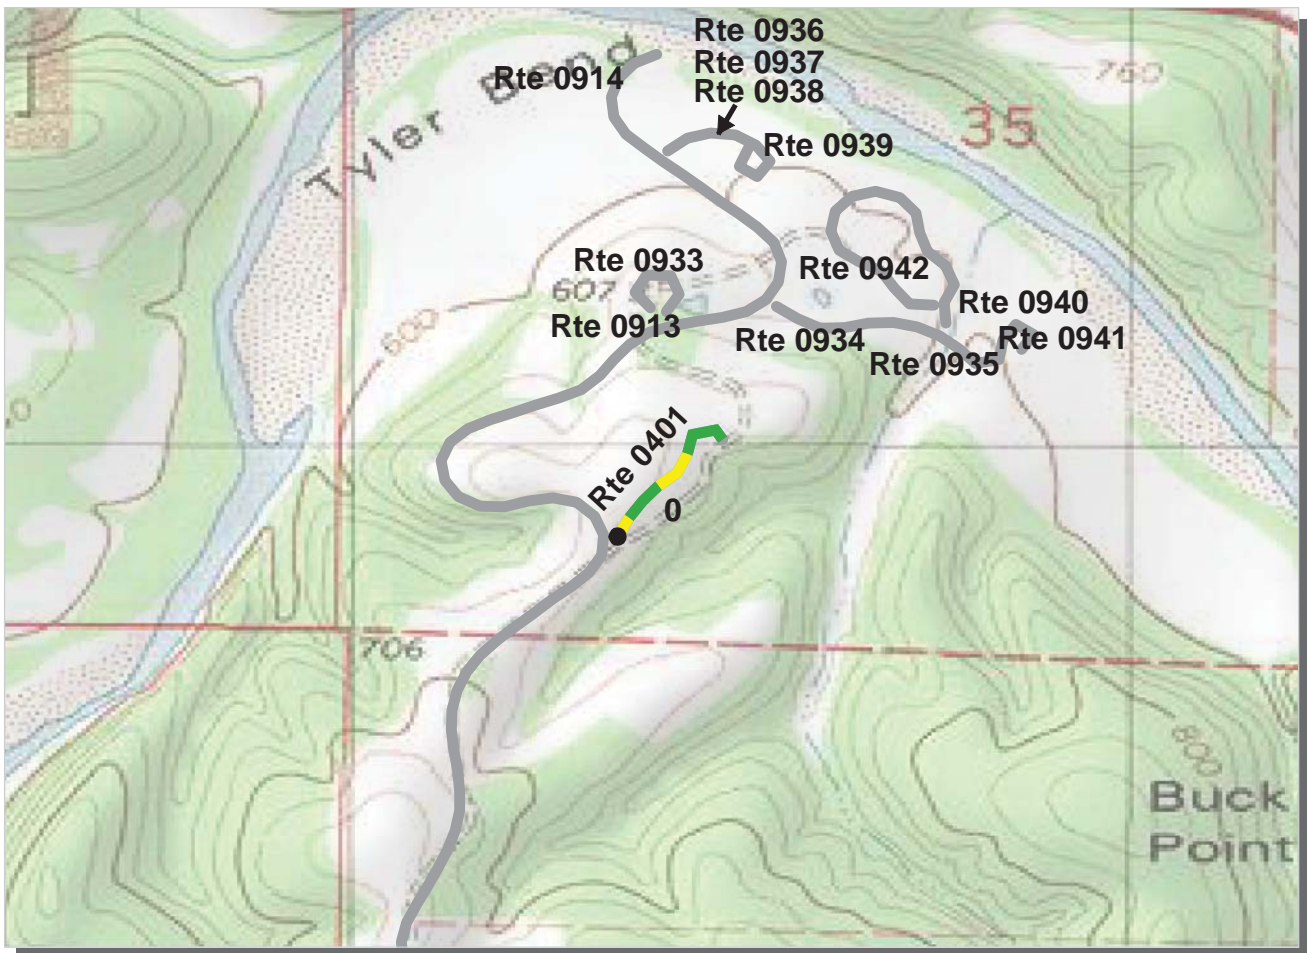 Rte 0936
Rte 0937
Rte 0938
Rte 0914
Tyler Bend
760
35
Rte 0939
Rte 0933
Rte 0942
607
Rte 0940
Rte 0913
600
Rte 0934
Rte 0941
Rte 0935
Rte 0401
0
706
800
Buck
Point